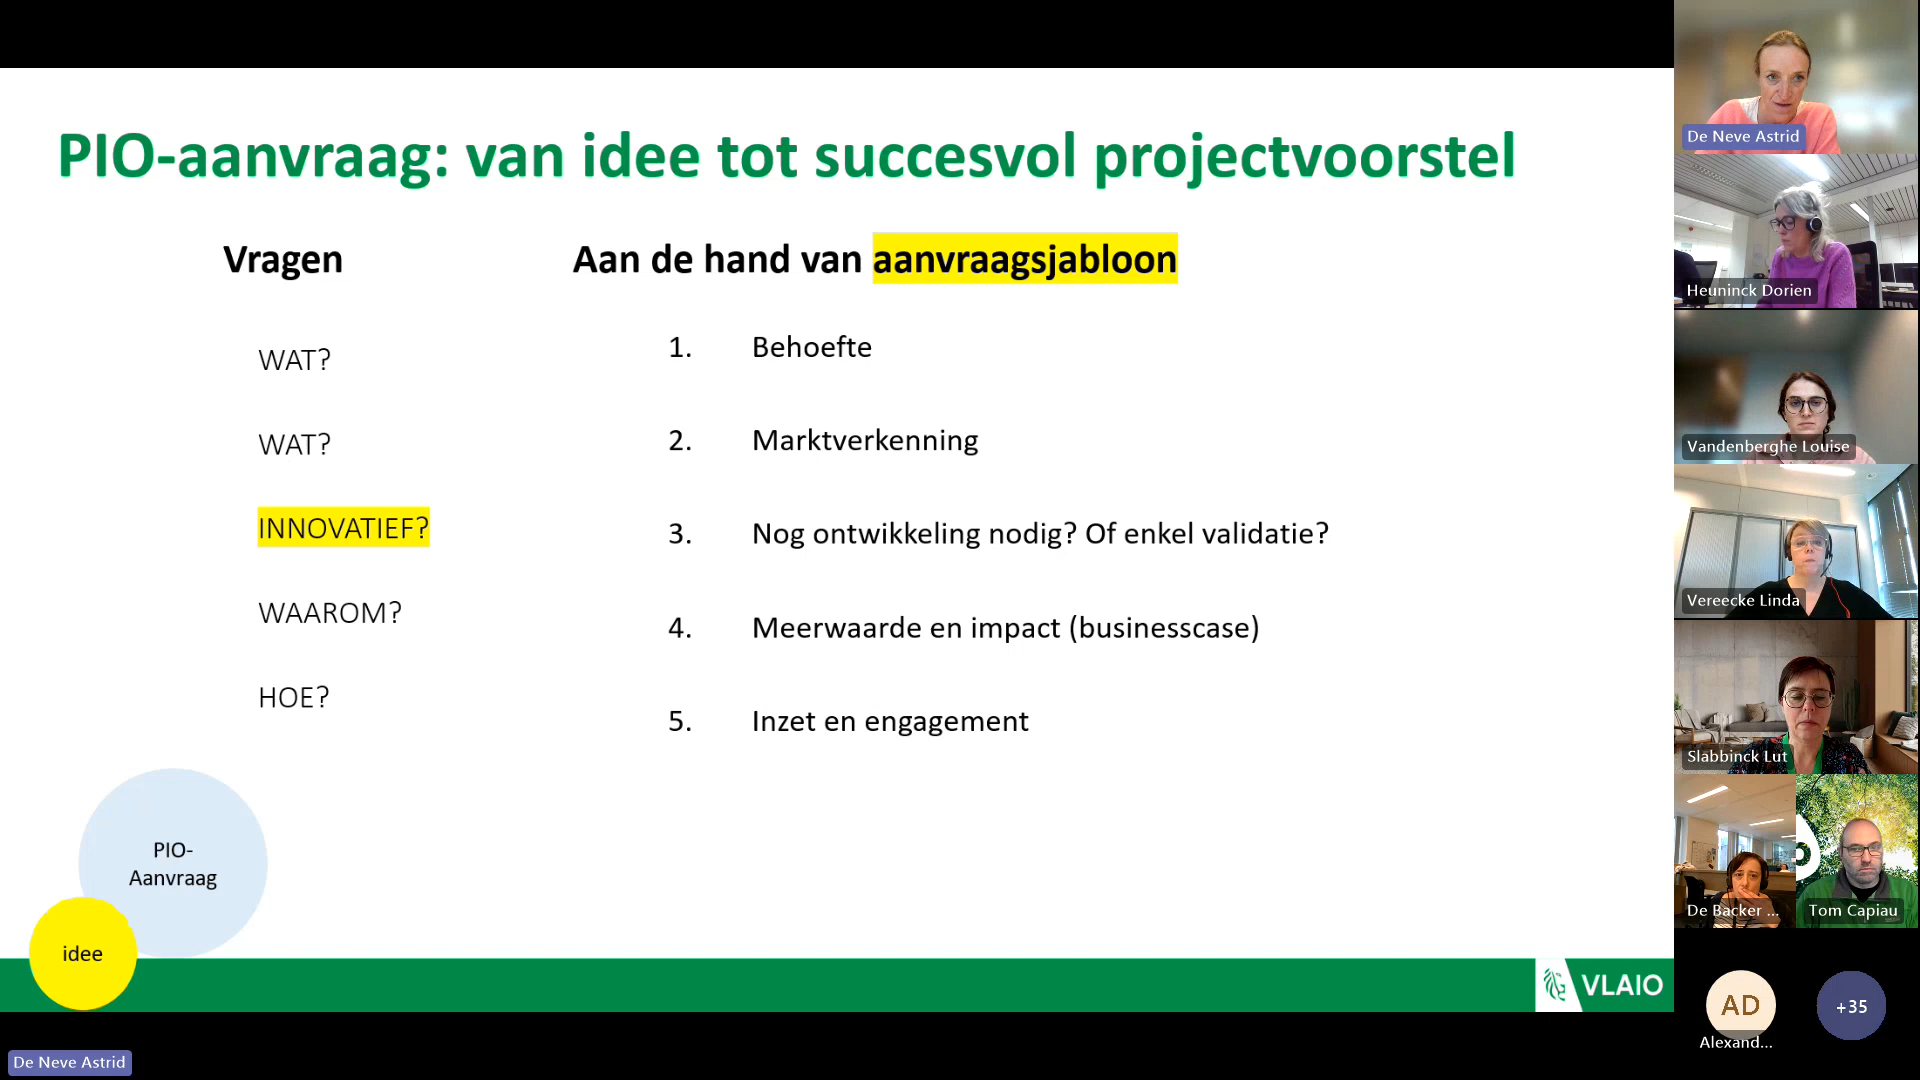 PIO-aanvraag: van idee tot succesvol projectvoorstel
Vragen
WAT?
WAT?
INNOVATIEF?
WAAROM?
HOE?
Aan de hand van aanvraagsjabloon
1. Behoefte
2. Marktverkenning
3. Nog ontwikkeling nodig? Of enkel validatie?
4. Meerwaarde en impact (businesscase)
5. Inzet en engagement
PIO-
Aanvraag
idee
VLAIO
De Neve Astrid
De Neve Astrid
Heuninck Dorien
Vandenberghe Louise
Vereecke Linda
Slabbinck Lut
De Backer ...
Tom Capiau
AD
Alexand...
+35